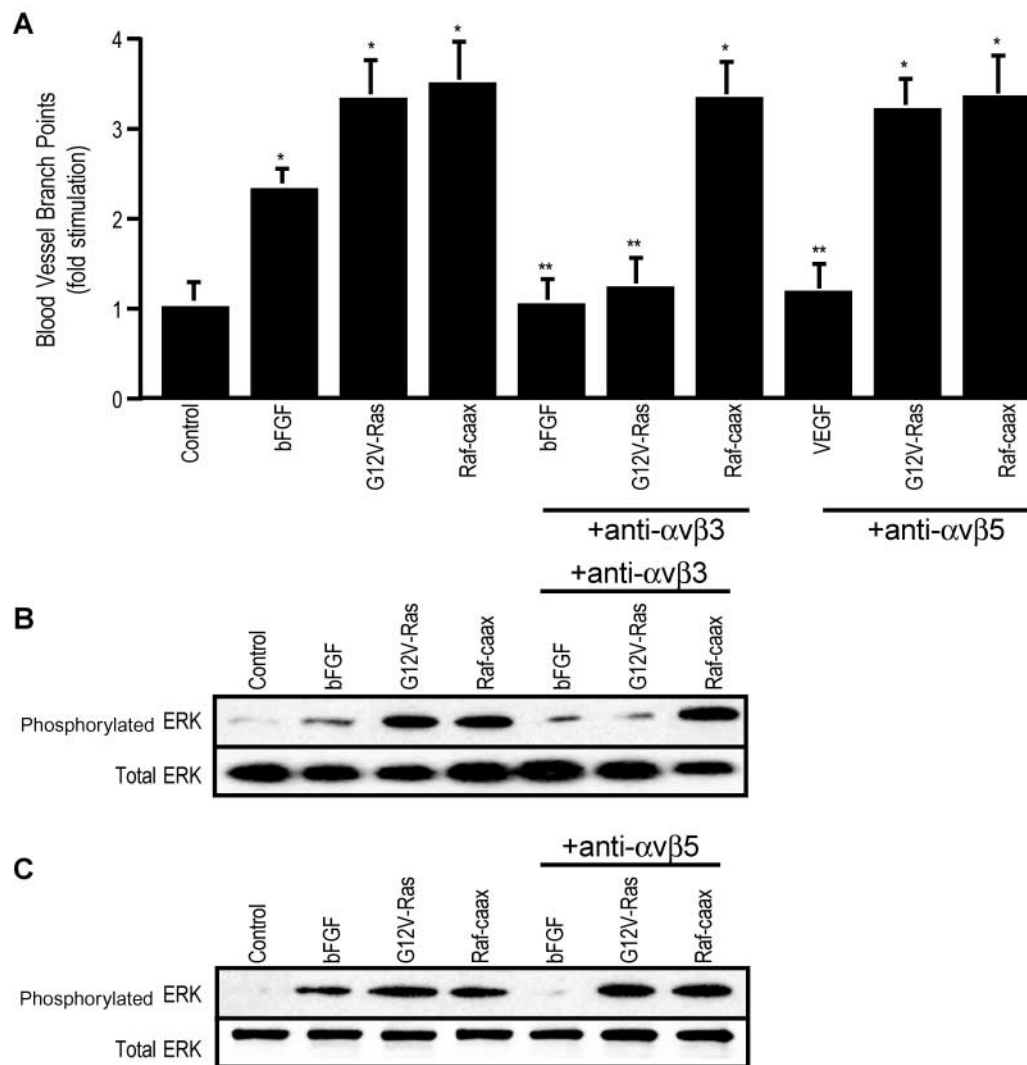 A
Blood Vessel Branch Points
(fold stimulation)
4
3
2
1
0
*
*
*
**
**
*
**
*
*
Control
bFGF
G12V-Ras
Raf-caax
bFGF
G12V-Ras
Raf-caax
VEGF
G12V-Ras
Raf-caax
+anti-αvβ3
+anti-αvβ5
+anti-αvβ3
B
Control
bFGF
G12V-Ras
Raf-caax
bFGF
G12V-Ras
Raf-caax
Phosphorylated ERK
Total ERK
+anti-αvβ5
C
Control
bFGF
G12V-Ras
Raf-caax
bFGF
G12V-Ras
Raf-caax
Phosphorylated ERK
Total ERK